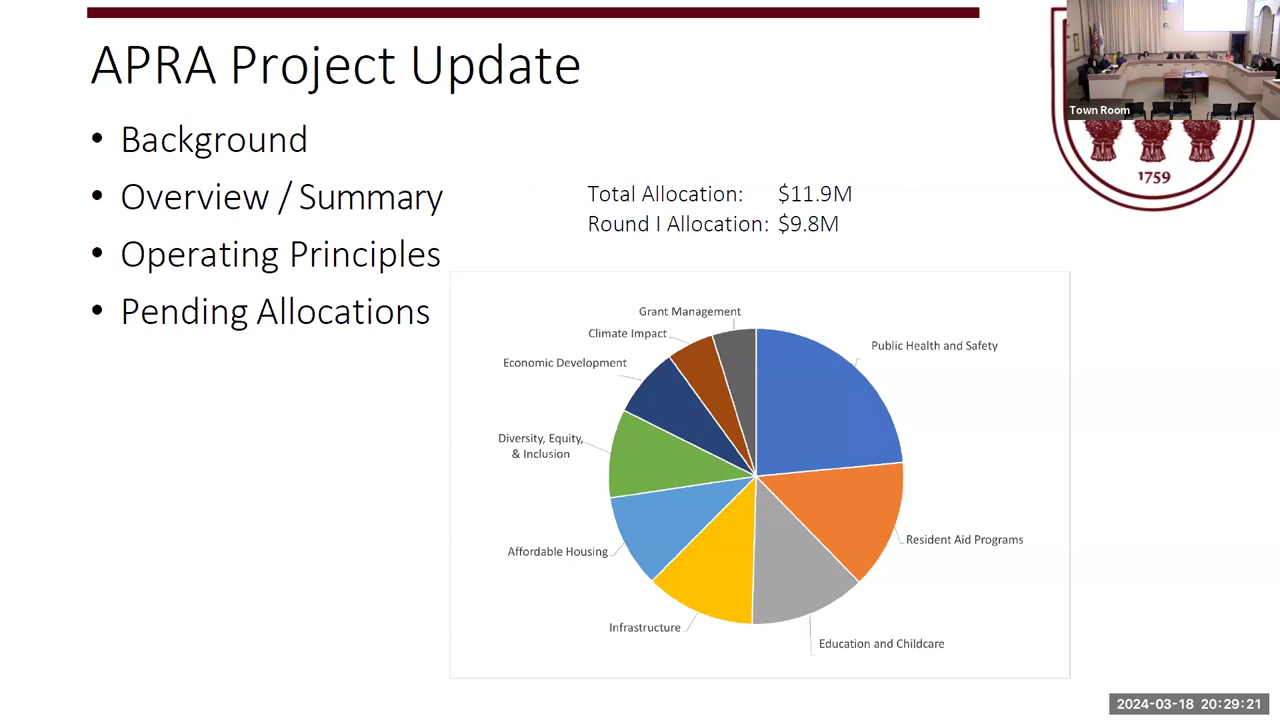 APRA Project Update
• Background
• Overview / Summary
• Operating Principles
• Pending Allocations
Total Allocation: $11.9M
Round I Allocation: $9.8M
Town Room
1759
Grant Management
Climate Impact
Economic Development
Diversity, Equity,
& Inclusion
Affordable Housing
Infrastructure
Public Health and Safety
Resident Aid Programs
Education and Childcare
2024-03-18 20:29:21